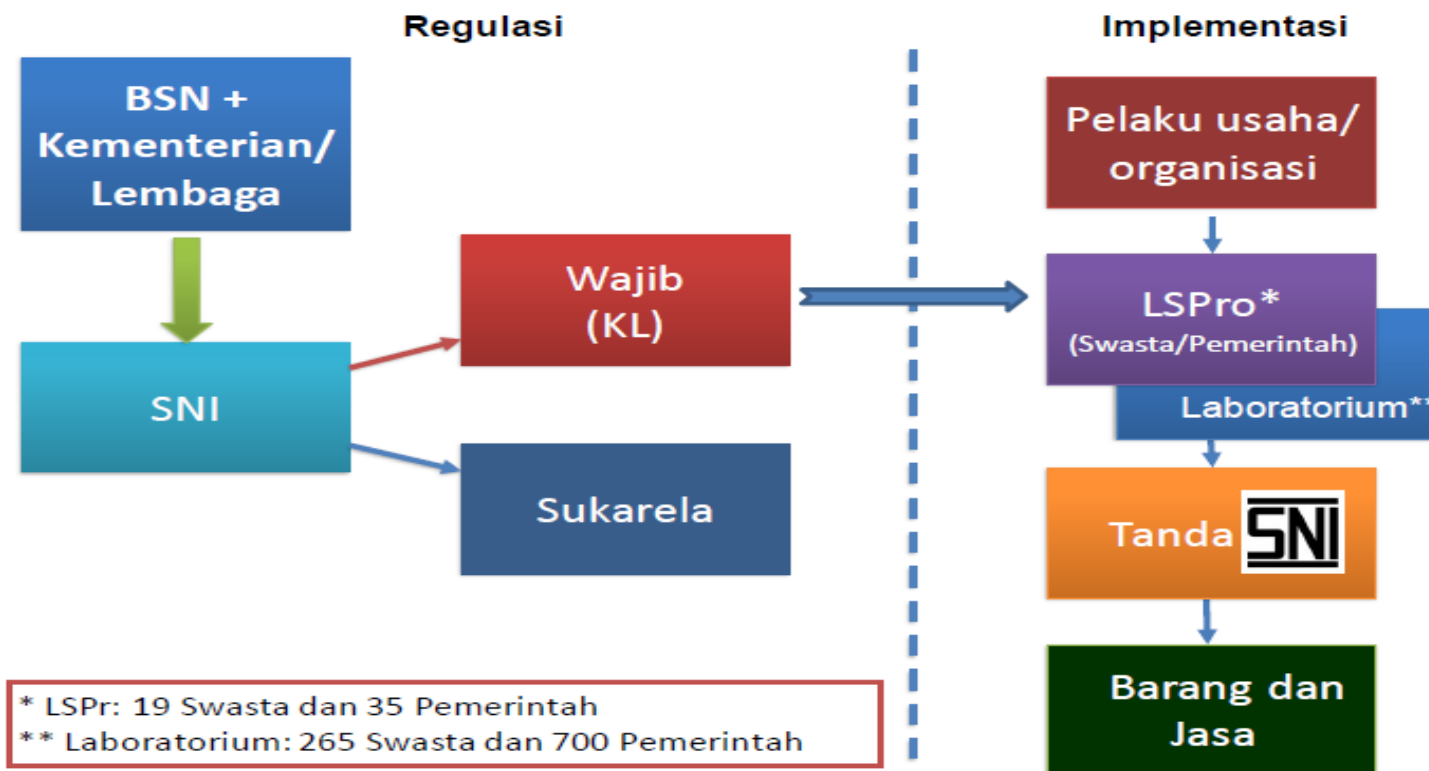 Regulasi
BSN +
Kementerian/
Lembaga
SNI
Wajib
(KL)
Sukarela
* LSPr: 19 Swasta dan 35 Pemerintah
** Laboratorium: 265 Swasta dan 700 Pemerintah
Implementasi
Pelaku usaha/
organisasi
LSPro*
(Swasta/Pemerintah)
Laboratorium**
Tanda SNI
Barang dan
Jasa